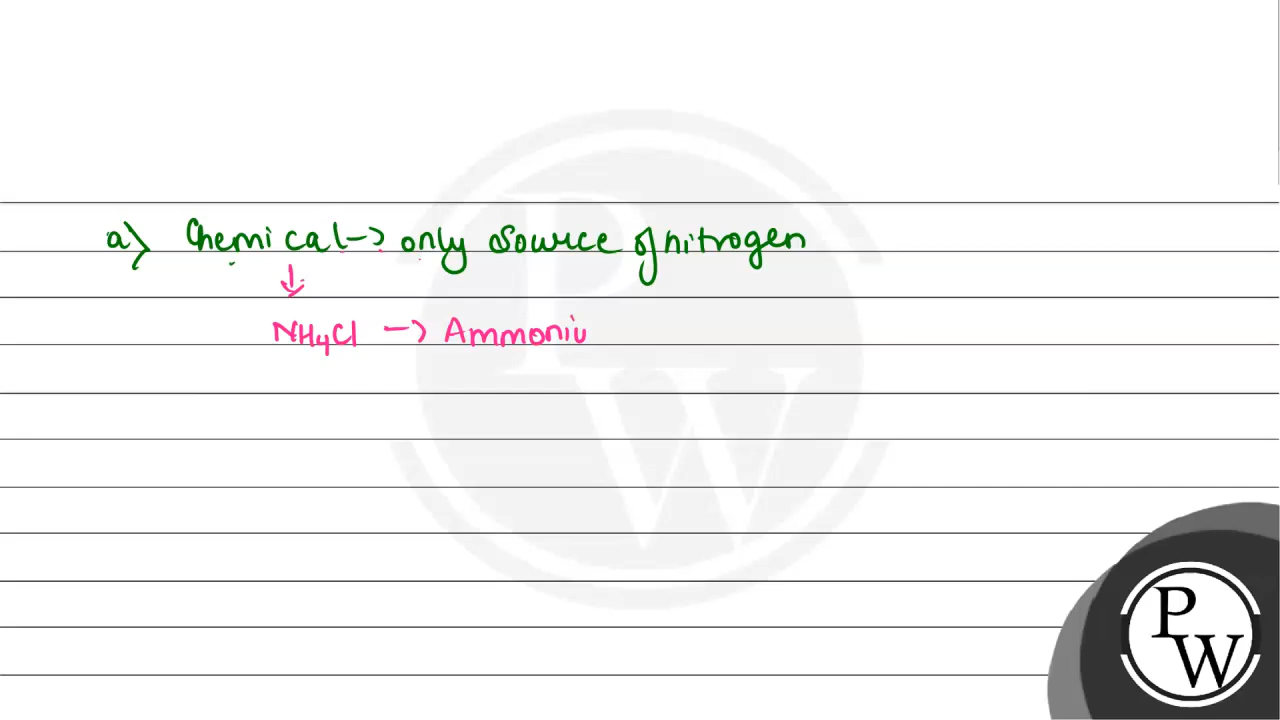 a) Chemical → only source of nitrogen
↓
NH4Cl → Ammoniu
P
W
P
W